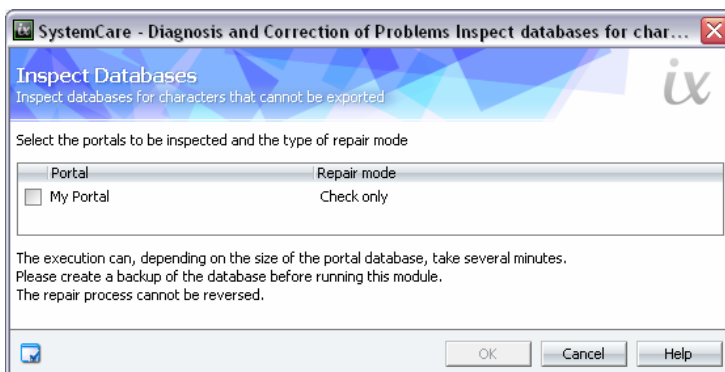 ix SystemCare - Diagnosis and Correction of Problems Inspect databases for char...
Inspect Databases
Inspect databases for characters that cannot be exported
ix
Select the portals to be inspected and the type of repair mode
Portal Repair mode
My Portal Check only
The execution can, depending on the size of the portal database, take several minutes.
Please create a backup of the database before running this module.
The repair process cannot be reversed.
OK Cancel Help